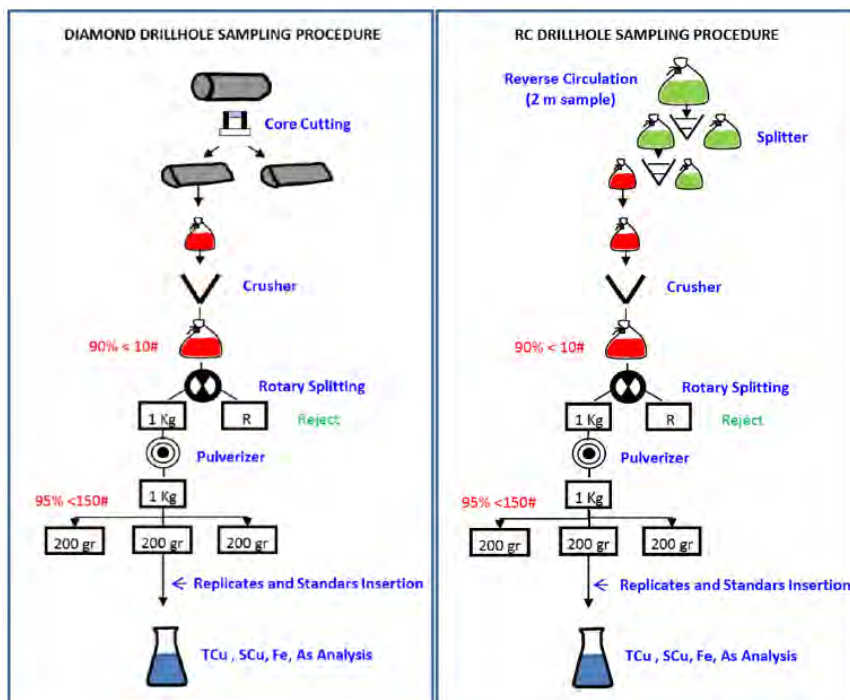 DIAMOND DRILLHOLE SAMPLING PROCEDURE
Core Cutting
Crusher
90% < 10#
Rotary Splitting
1 Kg
R
Reject
Pulverizer
1 Kg
95% <150#
200 gr
200 gr
200 gr
Replicates and Standars Insertion
TCu , SCu, Fe, As Analysis
RC DRILLHOLE SAMPLING PROCEDURE
Reverse Circulation
(2 m sample)
Splitter
Crusher
90% < 10#
Rotary Splitting
1 Kg
R
Reject
Pulverizer
1 Kg
95% <150#
200 gr
200 gr
200 gr
Replicates and Standars Insertion
TCu , SCu, Fe, As Analysis